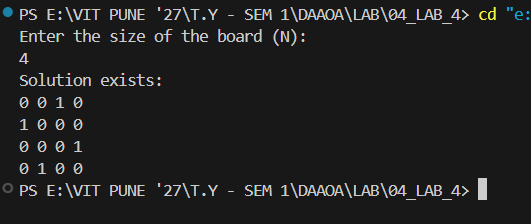 PS E:\VIT PUNE '27\T.Y - SEM 1\DAAOA\LAB\04_LAB_4> cd "e:
Enter the size of the board (N):
4
Solution exists:
0 0 1 0
1 0 0 0
0 0 0 1
0 1 0 0
PS E:\VIT PUNE '27\T.Y - SEM 1\DAAOA\LAB\04_LAB_4>